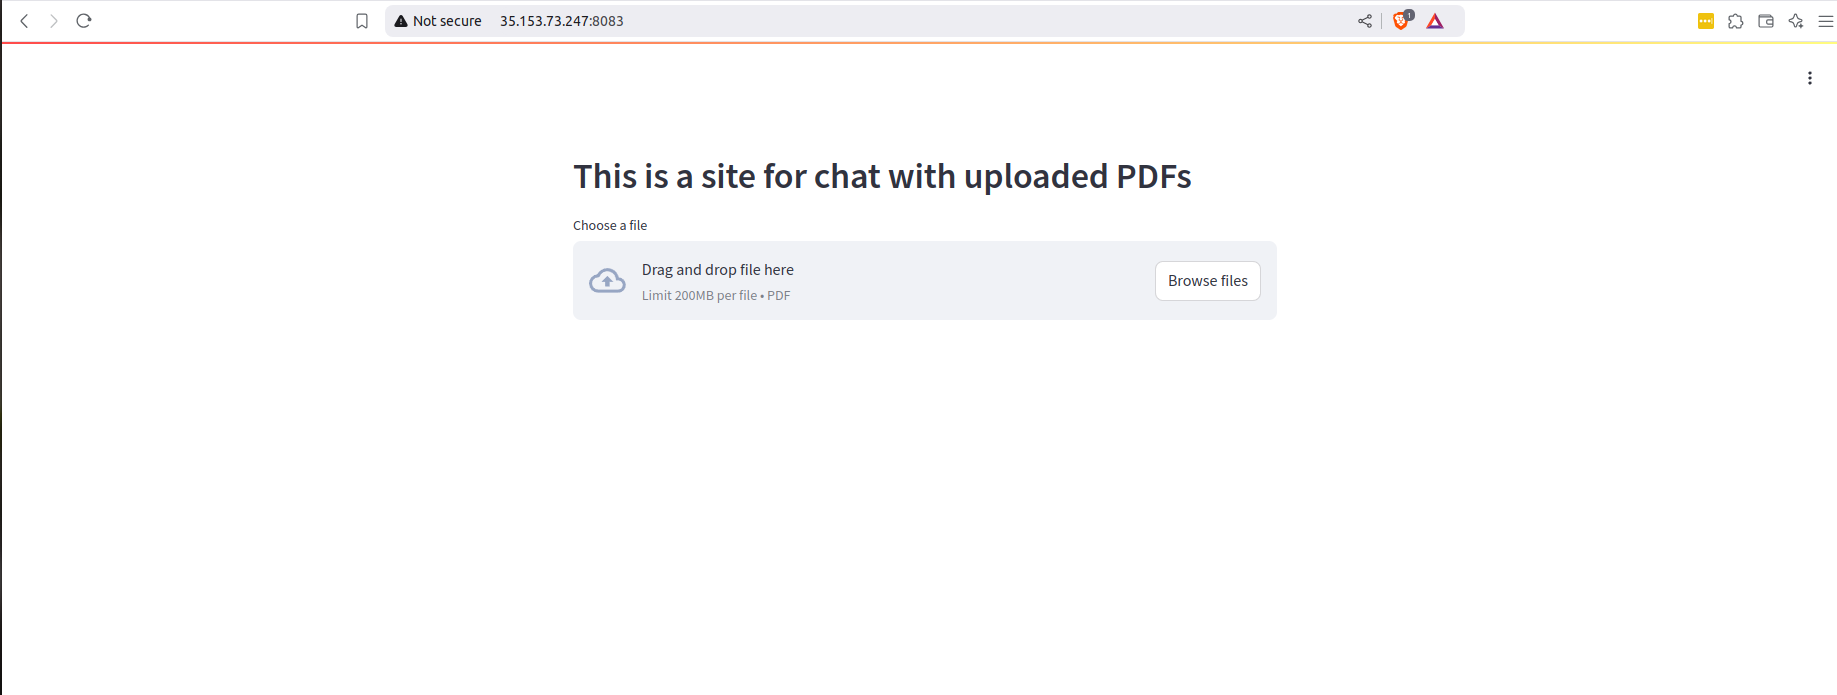 Not secure 35.153.73.247:8083
1
This is a site for chat with uploaded PDFs
Choose a file
Drag and drop file here
Limit 200MB per file • PDF
Browse files